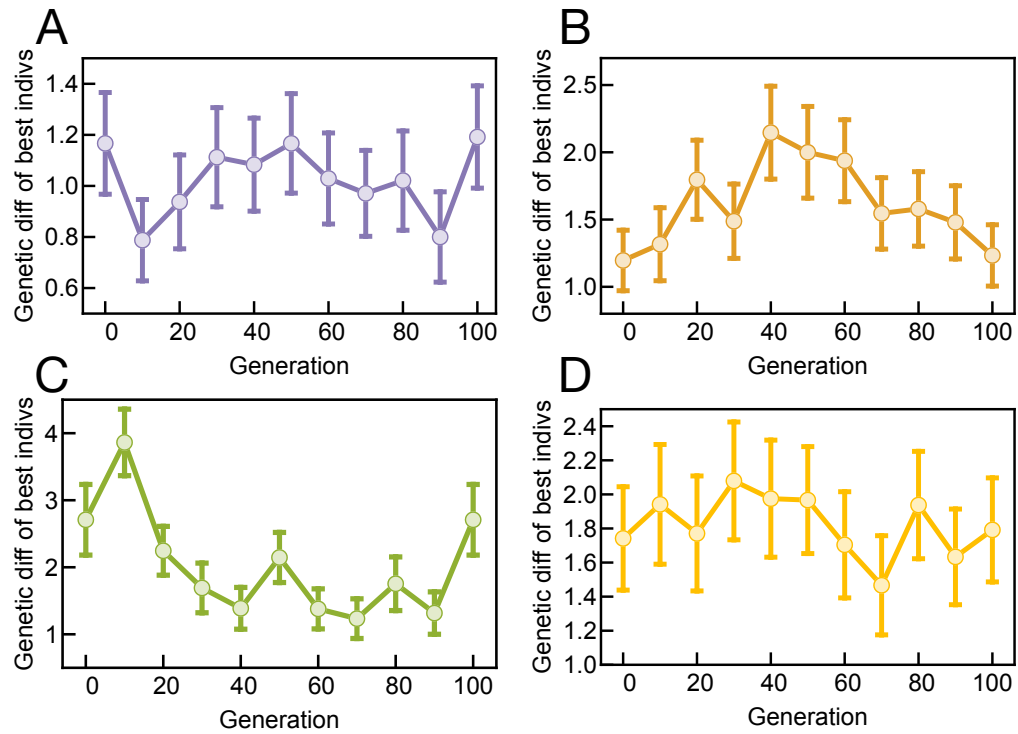 A
Genetic diff of best indivs
1.4
1.2
1.0
0.8
0.6
0 20 40 60 80 100
Generation
B
Genetic diff of best indivs
2.5
2.0
1.5
1.0
0 20 40 60 80 100
Generation
C
Genetic diff of best indivs
4
3
2
1
0 20 40 60 80 100
Generation
D
Genetic diff of best indivs
2.4
2.2
2.0
1.8
1.6
1.4
1.2
1.0
0 20 40 60 80 100
Generation